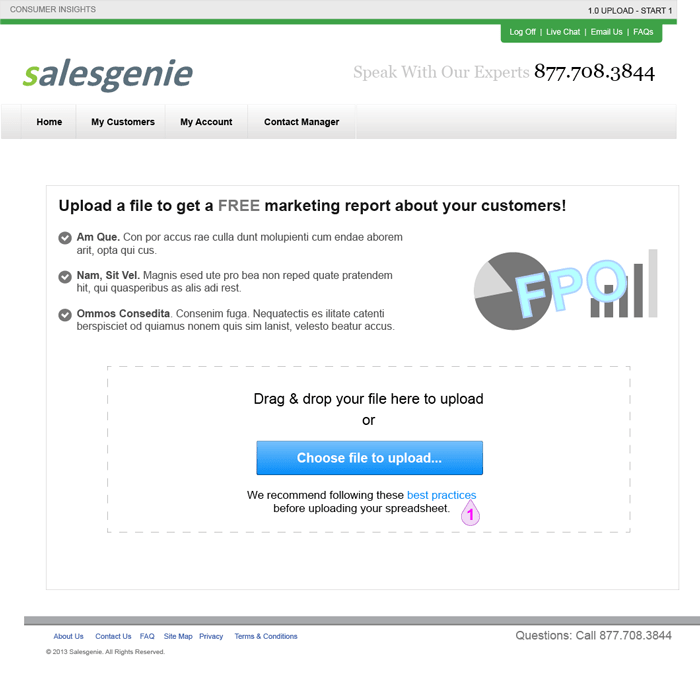 CONSUMER INSIGHTS
1.0 UPLOAD - START 1
Log Off | Live Chat | Email Us | FAQs
salesgenie
Speak With Our Experts 877.708.3844
Home
My Customers
My Account
Contact Manager
Upload a file to get a FREE marketing report about your customers!
Am Que. Con por accus rae culla dunt molupienti cum endae aborem
arit, opta qui cus.
Nam, Sit Vel. Magnis esed ute pro bea non reped quate pratendem
hit, qui quasperibus as alis adi rest.
Ommos Consedita. Consenim fuga. Nequatectis es ilitate catenti
berspisciet od quiamus nonem quis sim lanist, velesto beatur accus.
FPO
Drag & drop your file here to upload
or
Choose file to upload...
We recommend following these best practices
before uploading your spreadsheet.
1
About Us
Contact Us
FAQ
Site Map
Privacy
Terms & Conditions
Questions: Call 877.708.3844
© 2013 Salesgenie. All Rights Reserved.